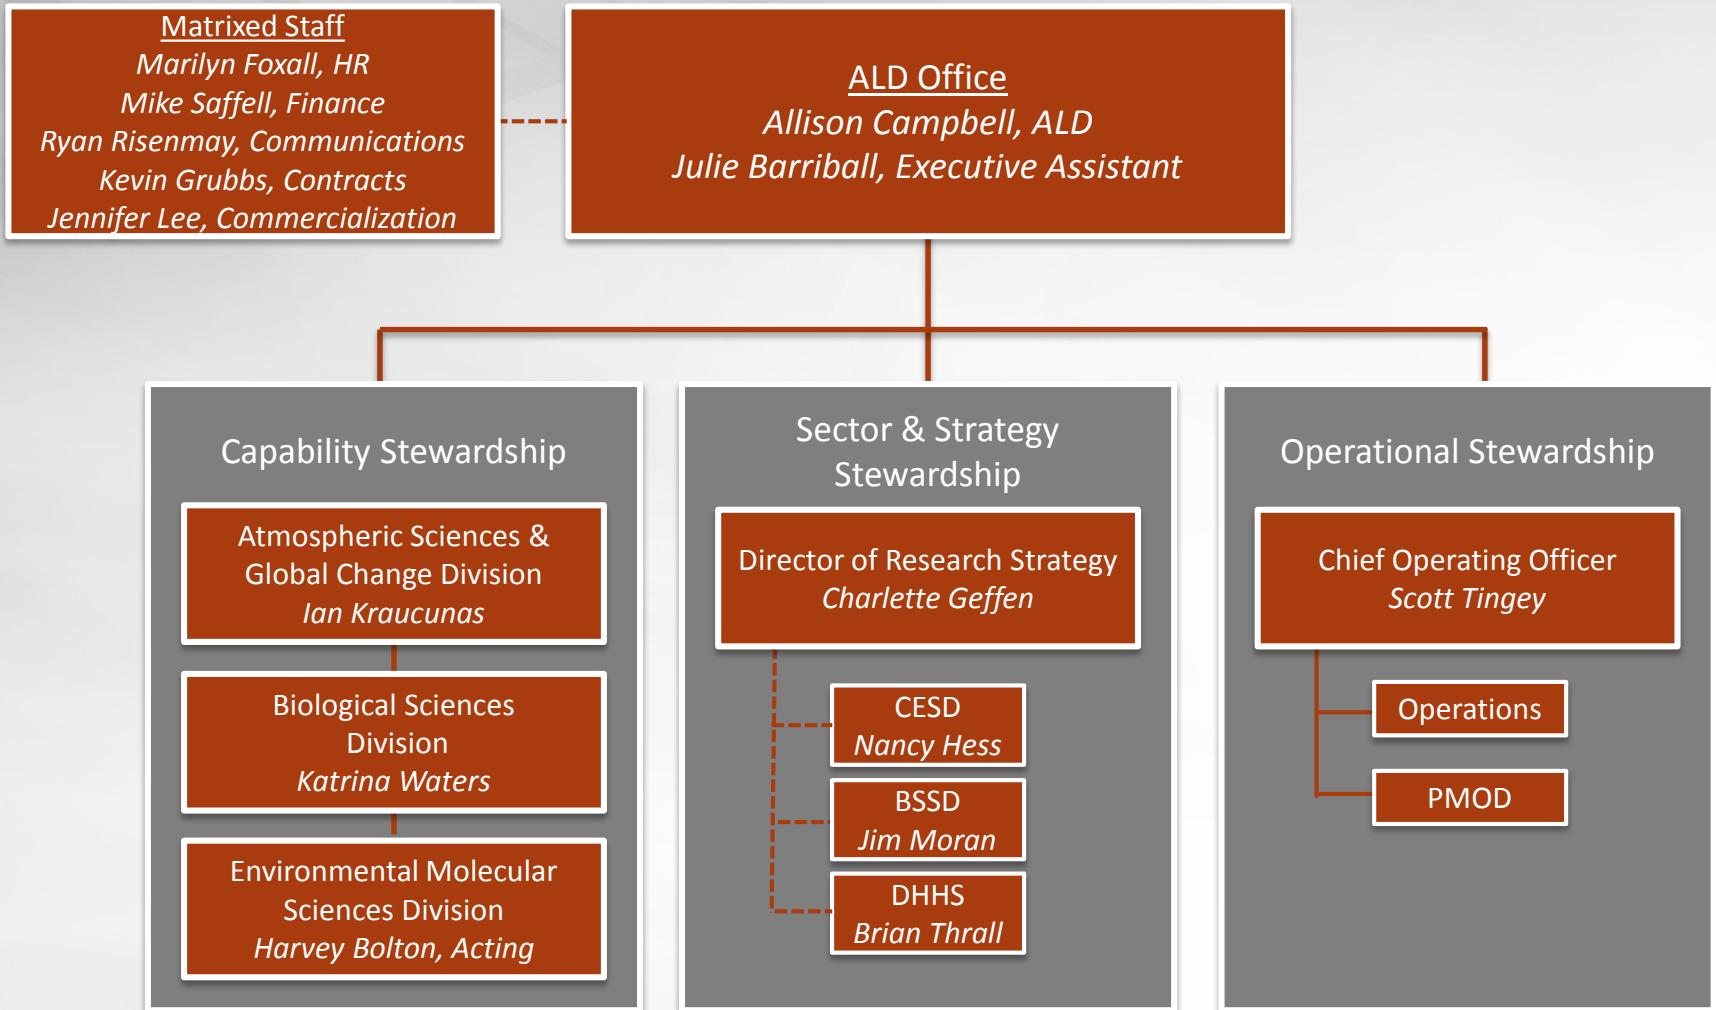 Matrixed Staff
Marilyn Foxall, HR
Mike Saffell, Finance
Ryan Risenmay, Communications
Kevin Grubbs, Contracts
Jennifer Lee, Commercialization
ALD Office
Allison Campbell, ALD
Julie Barriball, Executive Assistant
Capability Stewardship
Atmospheric Sciences &
Global Change Division
Ian Kraucunas
Biological Sciences
Division
Katrina Waters
Environmental Molecular
Sciences Division
Harvey Bolton, Acting
Sector & Strategy
Stewardship
Director of Research Strategy
Charlette Geffen
CESD
Nancy Hess
BSSD
Jim Moran
DHHS
Brian Thrall
Operational Stewardship
Chief Operating Officer
Scott Tingey
Operations
PMOD